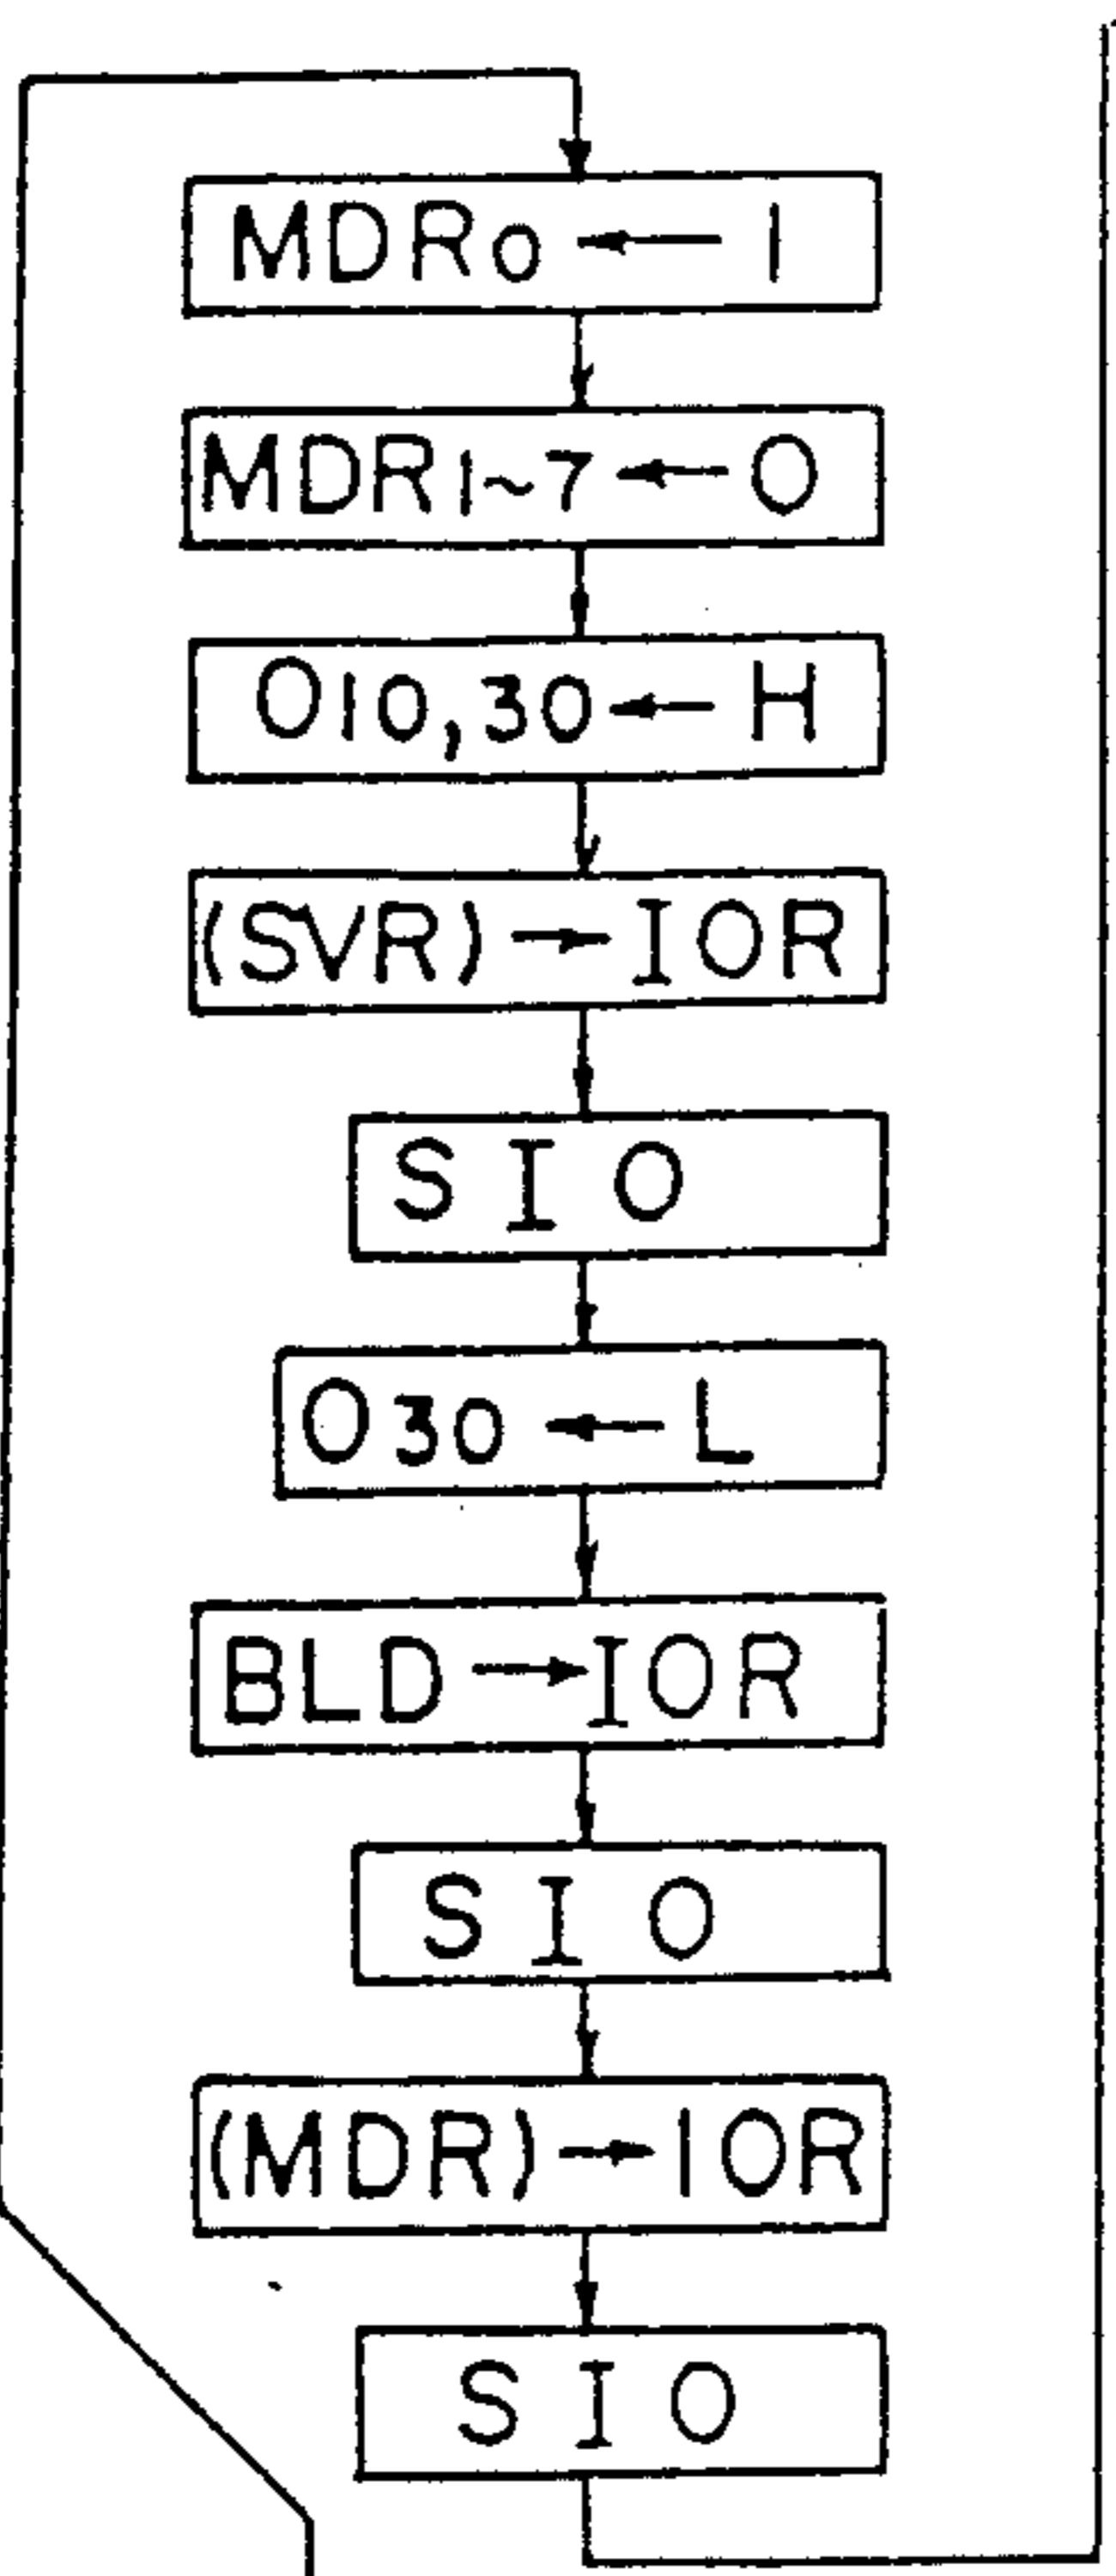 MDR0 ← 1
MDR1~7 ← 0
O10,30 ← H
(SVR) → IOR
SIO
O30 ← L
BLD → IOR
SIO
(MDR) → IOR
SIO